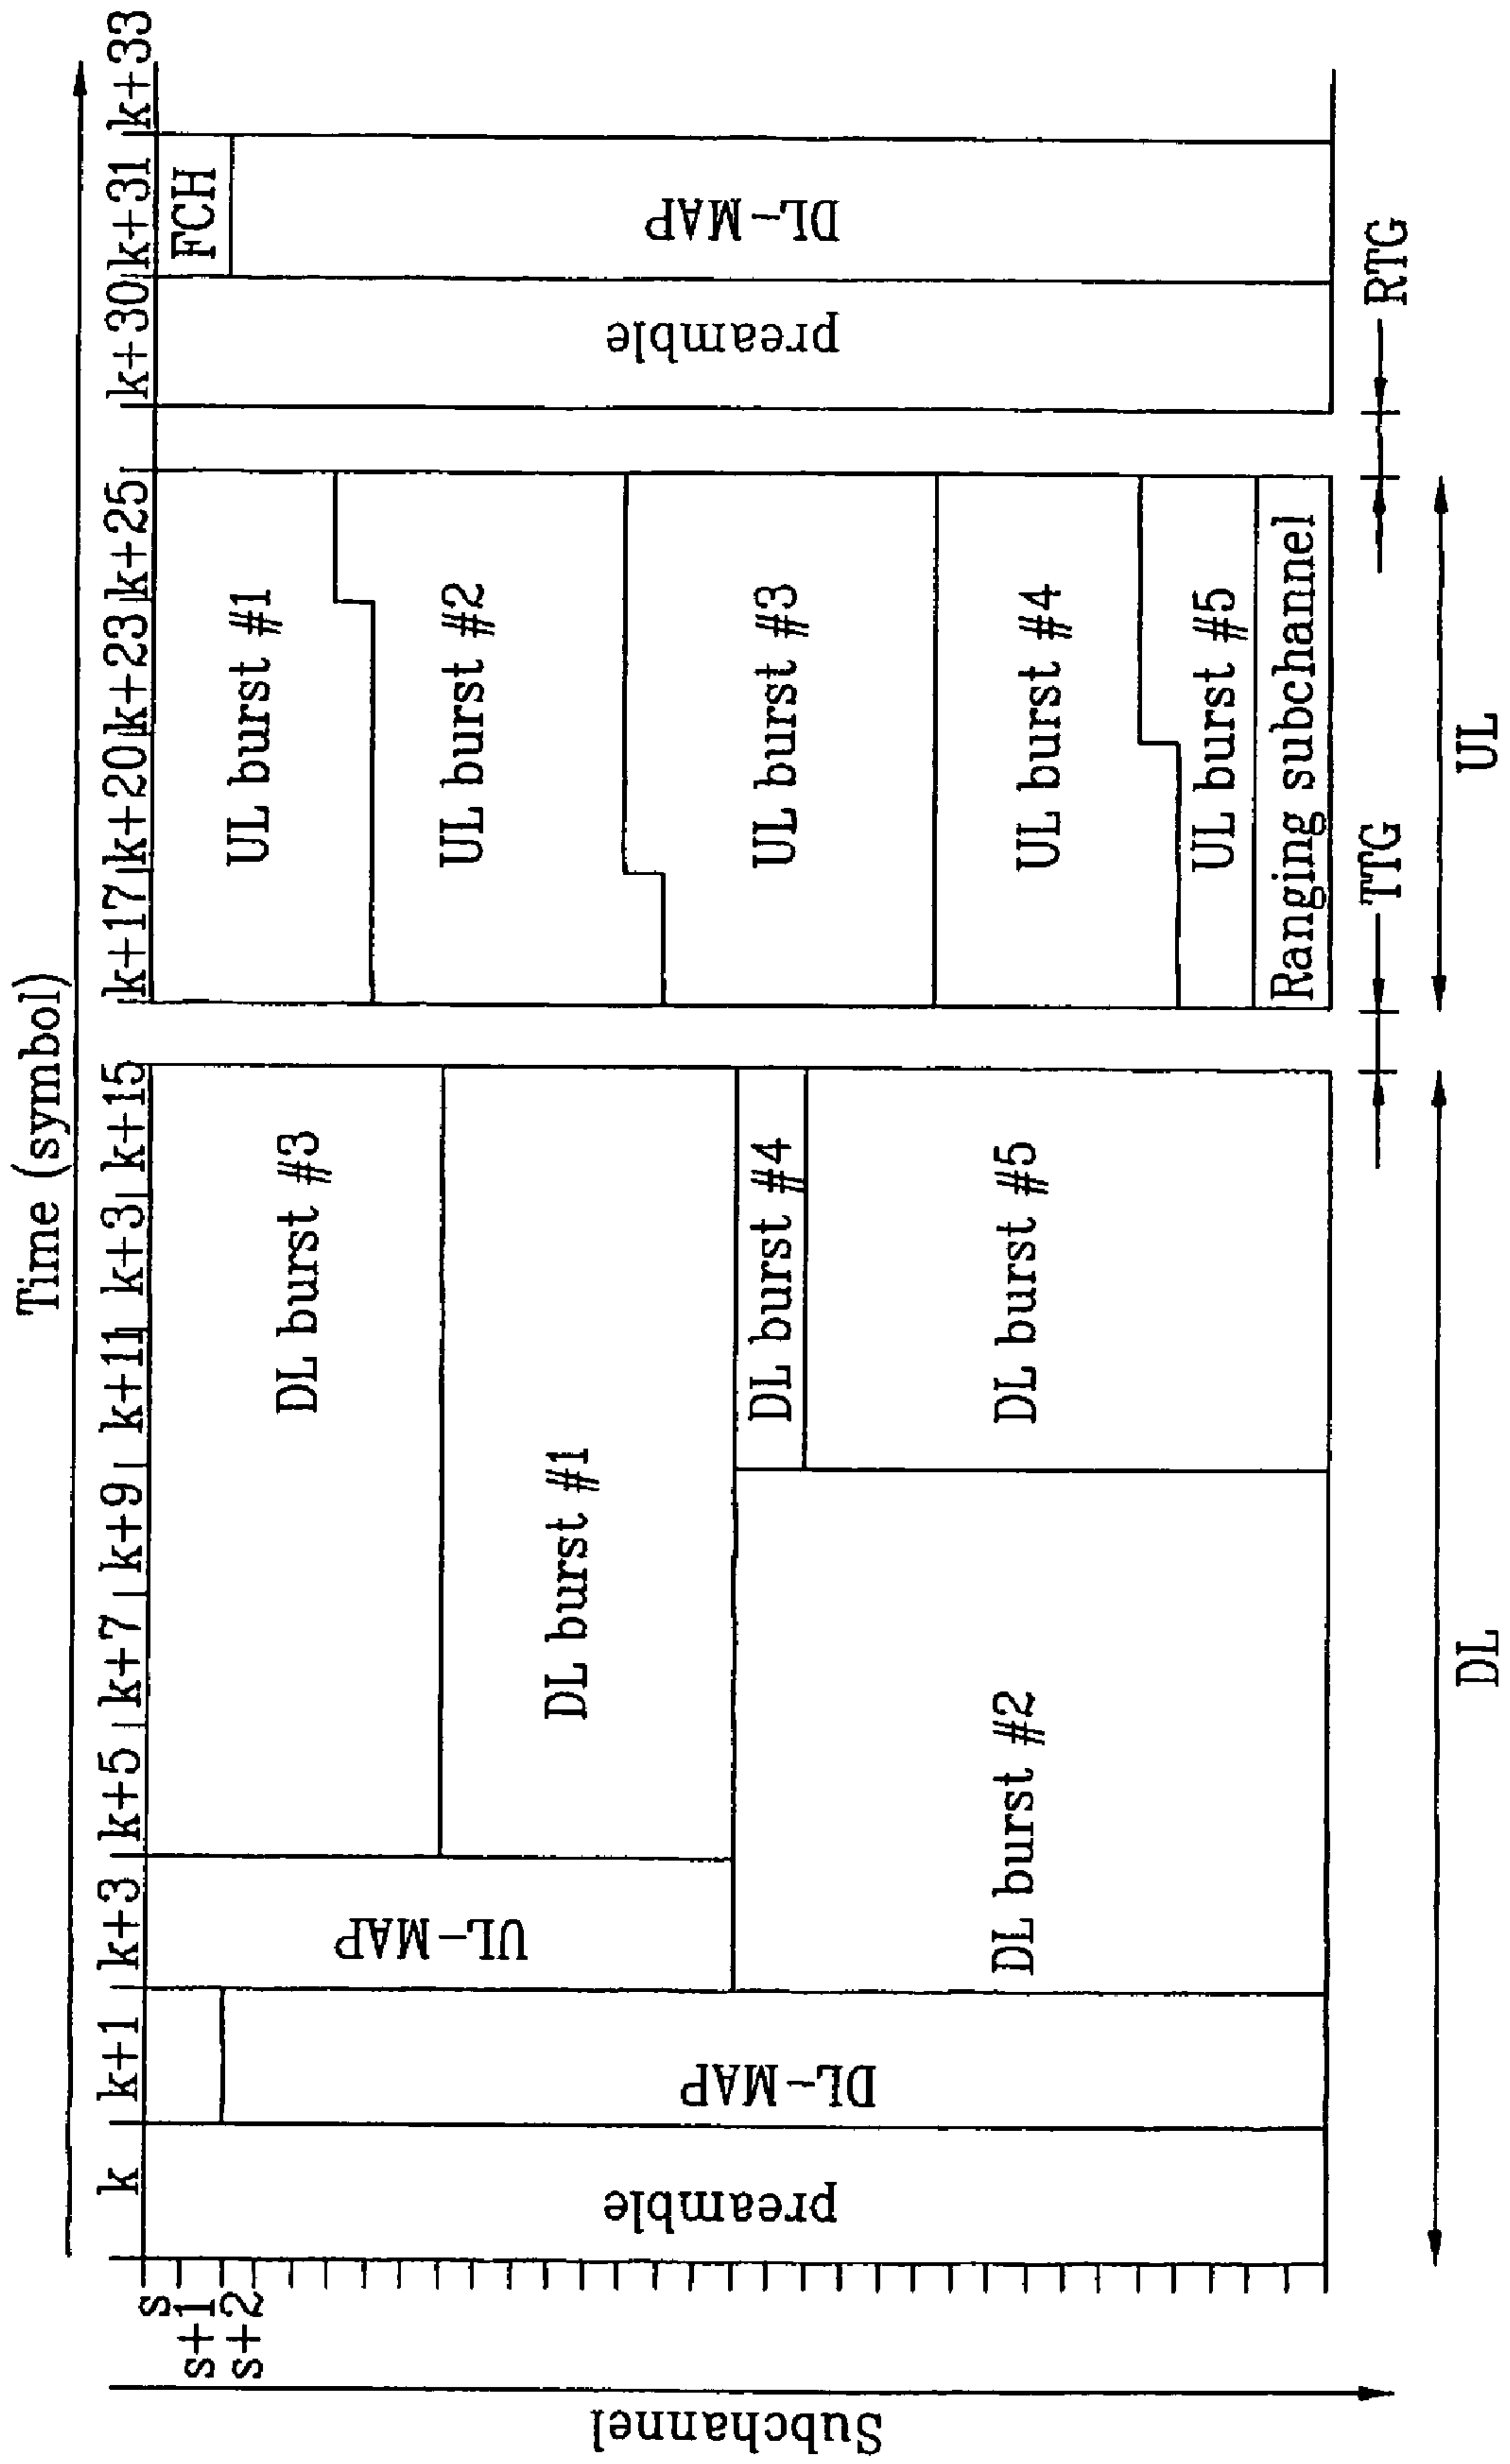 Time (symbol)
k k+1 k+3 k+5 k+7 k+9 k+11 k+3 k+15 k+17 k+20 k+23 k+25 k+30 k+31 k+33
s
s+1
s+2
Subchannel
preamble
DL-MAP
UL-MAP
DL burst #3
DL burst #1
DL burst #2
DL burst #4
DL burst #5
UL burst #1
UL burst #2
UL burst #3
UL burst #4
UL burst #5
Ranging subchannel
preamble
FCH
DL-MAP
TTG
RTG
DL
UL